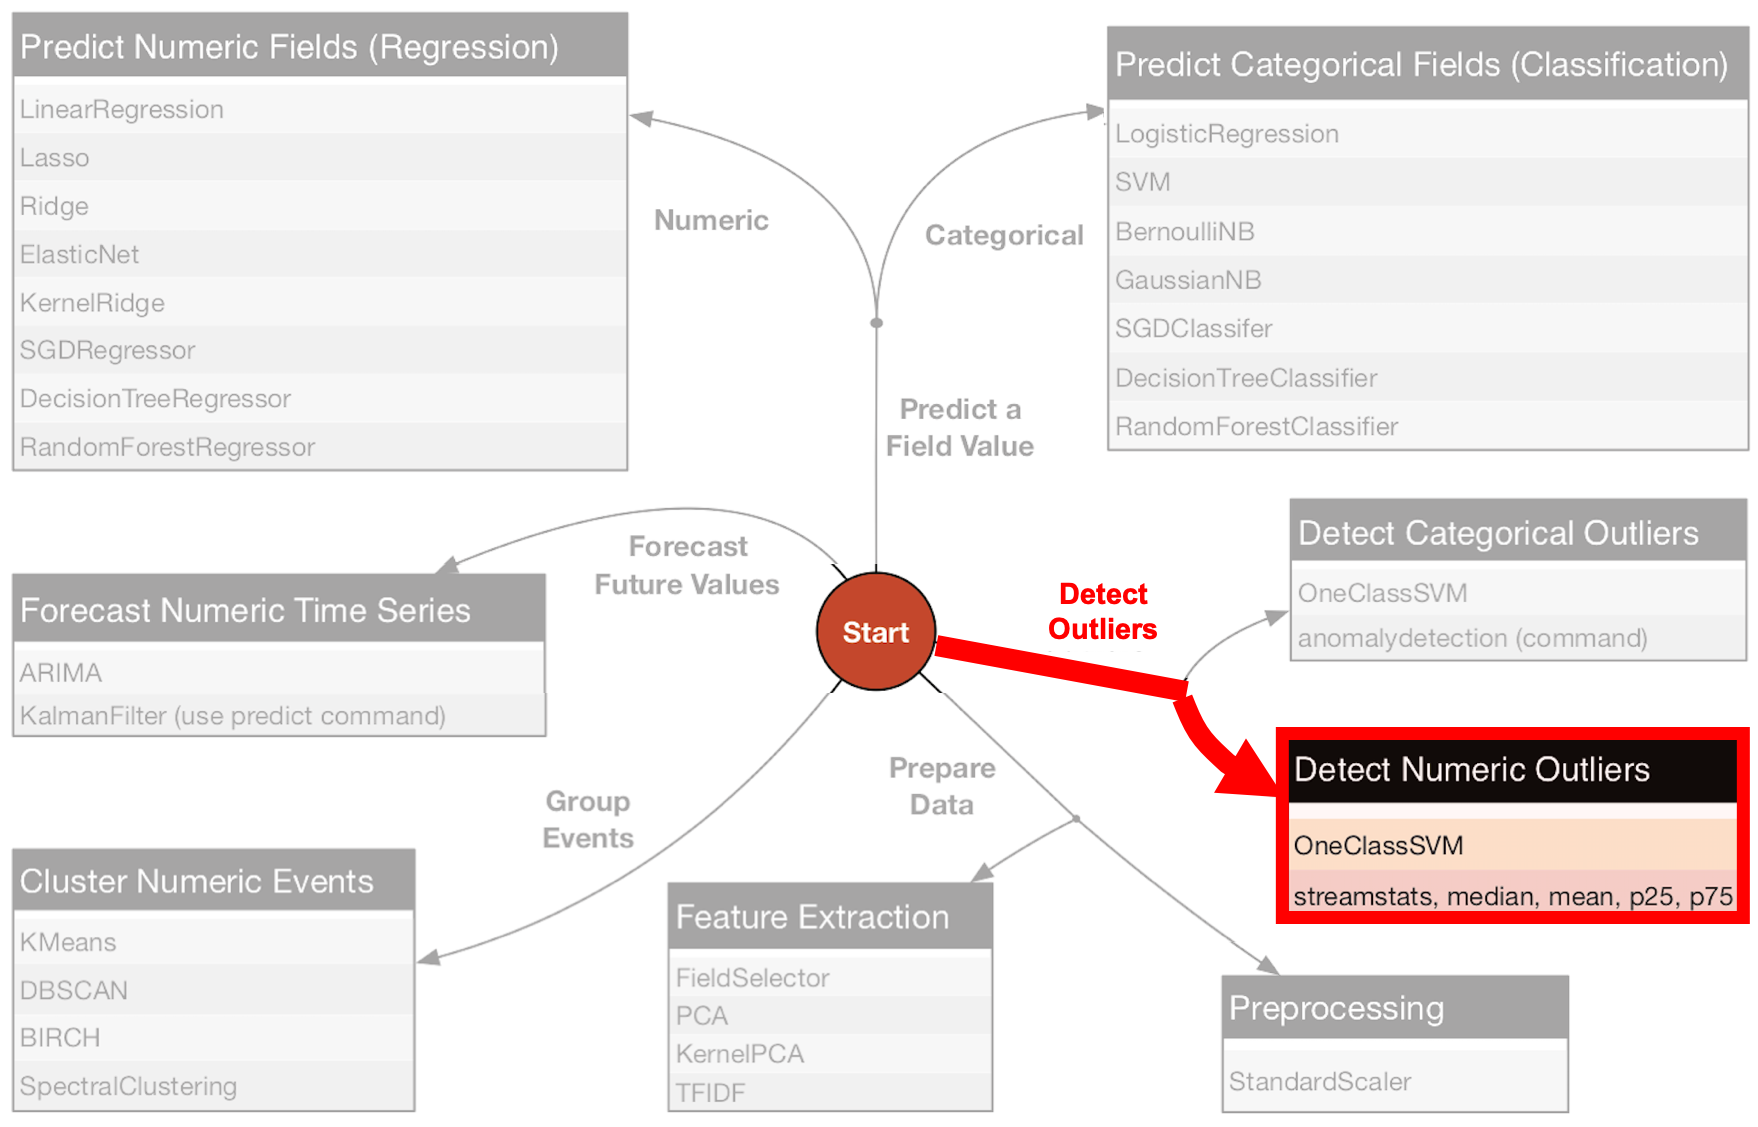 Predict Numeric Fields (Regression)
LinearRegression
Lasso
Ridge
ElasticNet
KernelRidge
SGDRegressor
DecisionTreeRegressor
RandomForestRegressor
Numeric
Categorical
Predict Categorical Fields (Classification)
LogisticRegression
SVM
BernoulliNB
GaussianNB
SGDClassifer
DecisionTreeClassifier
RandomForestClassifier
Predict a
Field Value
Forecast
Future Values
Forecast Numeric Time Series
ARIMA
KalmanFilter (use predict command)
Start
Detect
Outliers
Detect Categorical Outliers
OneClassSVM
anomalydetection (command)
Detect Numeric Outliers
OneClassSVM
streamstats, median, mean, p25, p75
Group
Events
Prepare
Data
Cluster Numeric Events
KMeans
DBSCAN
BIRCH
SpectralClustering
Feature Extraction
FieldSelector
PCA
KernelPCA
TFIDF
Preprocessing
StandardScaler